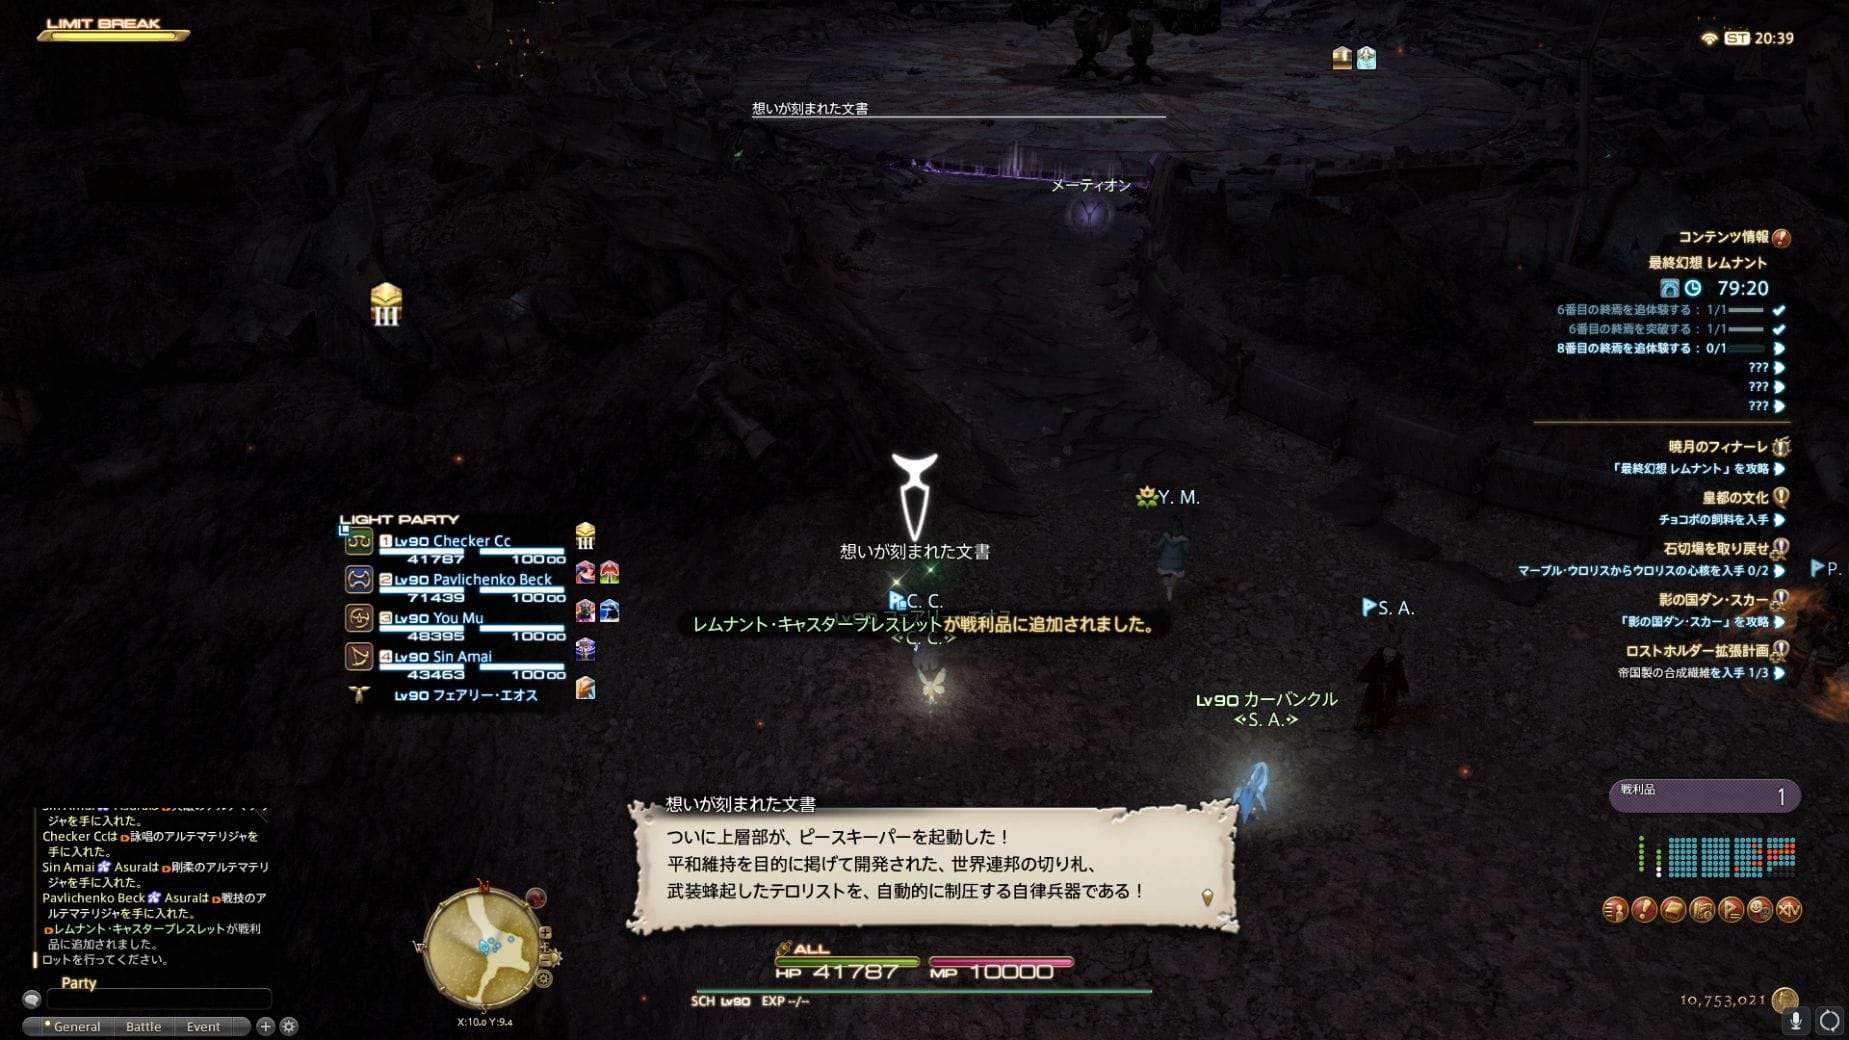 LIMIT BREAK
ST 20:39
想いが刻まれた文書
メーティオン
コンテンツ情報
最終幻想 レムナント
79:20
6番目の終焉を追体験する： 1/1
6番目の終焉を突破する： 1/1
8番目の終焉を追体験する： 0/1
???
???
???
暁月のフィナーレ
「最終幻想 レムナント」を攻略
皇都の文化
チョコボの飼料を入手
石切場を取り戻せ
マーブル・ウロリスからウロリスの心核を入手 0/2
影の国ダン・スカー
「影の国ダン・スカー」を攻略
ロストホルダー拡張計画
帝国製の合成繊維を入手 1/3
P.
Y. M.
S. A.
想いが刻まれた文書
C. C.
レムナント・キャスターブレスレットが戦利品に追加されました。
<C. C.>
Lv90 カーバンクル
<S. A.>
LIGHT PARTY
1 Lv90 Checker Cc
41787 10000
2 Lv90 Pavlichenko Beck
71439 10000
3 Lv90 You Mu
48395 10000
4 Lv90 Sin Amai
43463 10000
Lv90 フェアリー・エオス
戦利品
1
想いが刻まれた文書
ついに上層部が、ピースキーパーを起動した！
平和維持を目的に掲げて開発された、世界連邦の切り札、
武装蜂起したテロリストを、自動的に制圧する自律兵器である！
ジャを手に入れた。
Checker Ccは詠唱のアルテマテリジャを
手に入れた。
Sin Amai Asuraは剛柔のアルテマテリ
ジャを手に入れた。
Pavlichenko Beck Asuraは戦技のア
ルテマテリジャを手に入れた。
レムナント・キャスターブレスレットが戦利
品に追加されました。
ロットを行ってください。
Party
General Battle Event
X:10.0 Y:9.4
ALL
HP 41787 MP 10000
SCH Lv90 EXP --/--
10,753,021